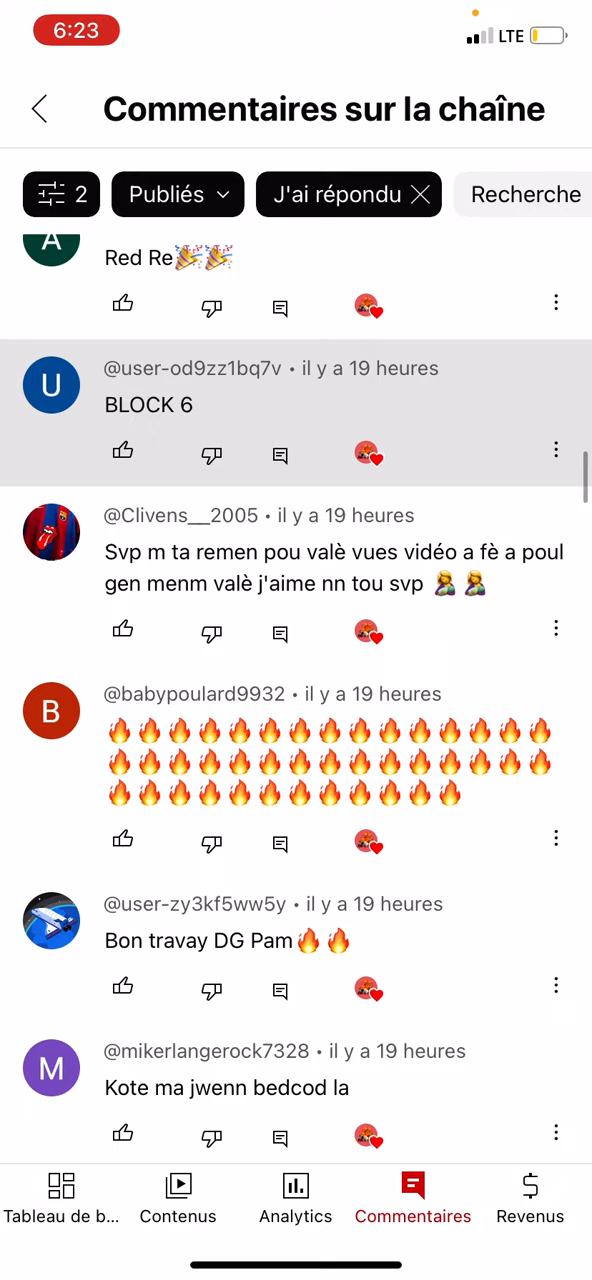 6:23
LTE
Commentaires sur la chaîne
2
Publiés
J'ai répondu
Recherche
A
Red Re🎉🎉
U
@user-od9zz1bq7v • il y a 19 heures
BLOCK 6
@Clivens__2005 • il y a 19 heures
Svp m ta remen pou valè vues vidéo a fè a poul
gen menm valè j'aime nn tou svp 🤱 🤱
B
@babypoulard9932 • il y a 19 heures
🔥🔥🔥🔥🔥🔥🔥🔥🔥🔥🔥🔥🔥🔥🔥
🔥🔥🔥🔥🔥🔥🔥🔥🔥🔥🔥🔥🔥🔥🔥
🔥🔥🔥🔥🔥🔥🔥🔥🔥🔥🔥🔥
@user-zy3kf5ww5y • il y a 19 heures
Bon travay DG Pam🔥🔥
M
@mikerlangerock7328 • il y a 19 heures
Kote ma jwenn bedcod la
Tableau de b...
Contenus
Analytics
Commentaires
Revenus